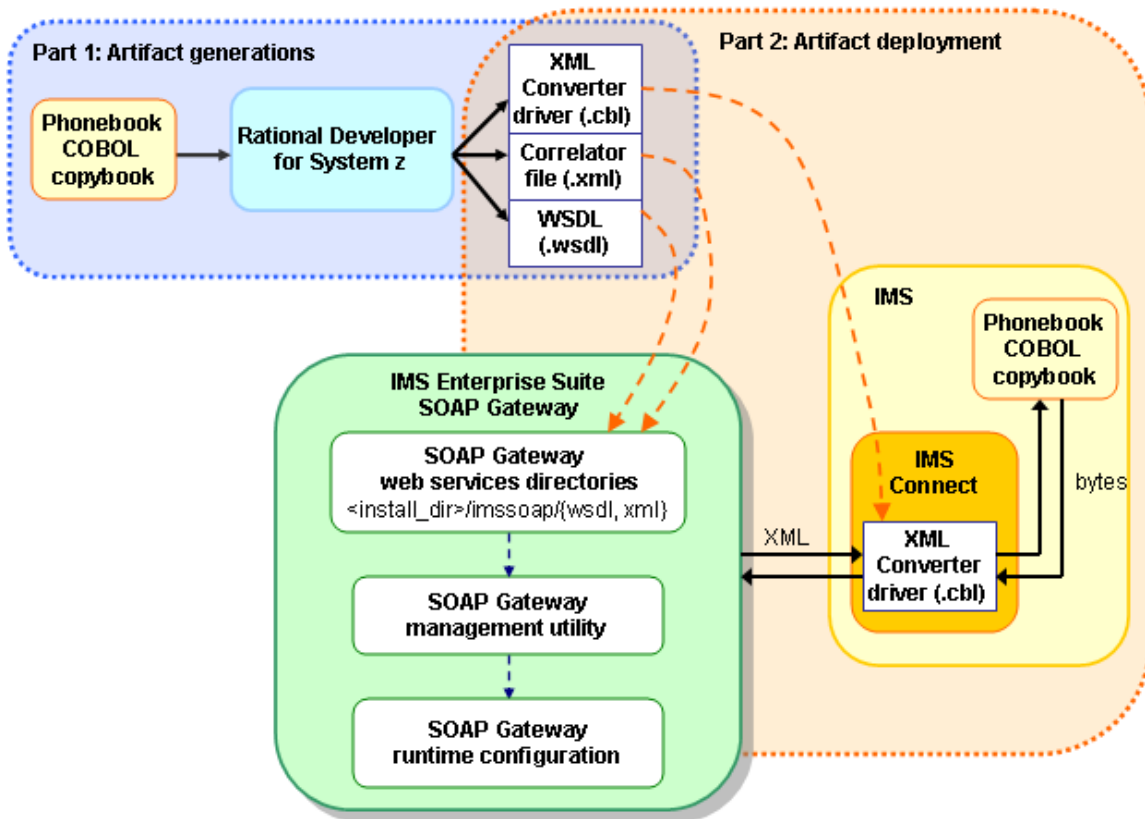 Part 1: Artifact generations
Part 2: Artifact deployment
Phonebook
COBOL
copybook
Rational Developer
for System z
XML
Converter
driver (.cbl)
Correlator
file (.xml)
WSDL
(.wsdl)
IMS
Phonebook
COBOL
copybook
IMS Enterprise Suite
SOAP Gateway
SOAP Gateway
web services directories
<install_dir>/imssoap/{wsdl, xml}
SOAP Gateway
management utility
SOAP Gateway
runtime configuration
XML
IMS
Connect
XML
Converter
driver (.cbl)
bytes